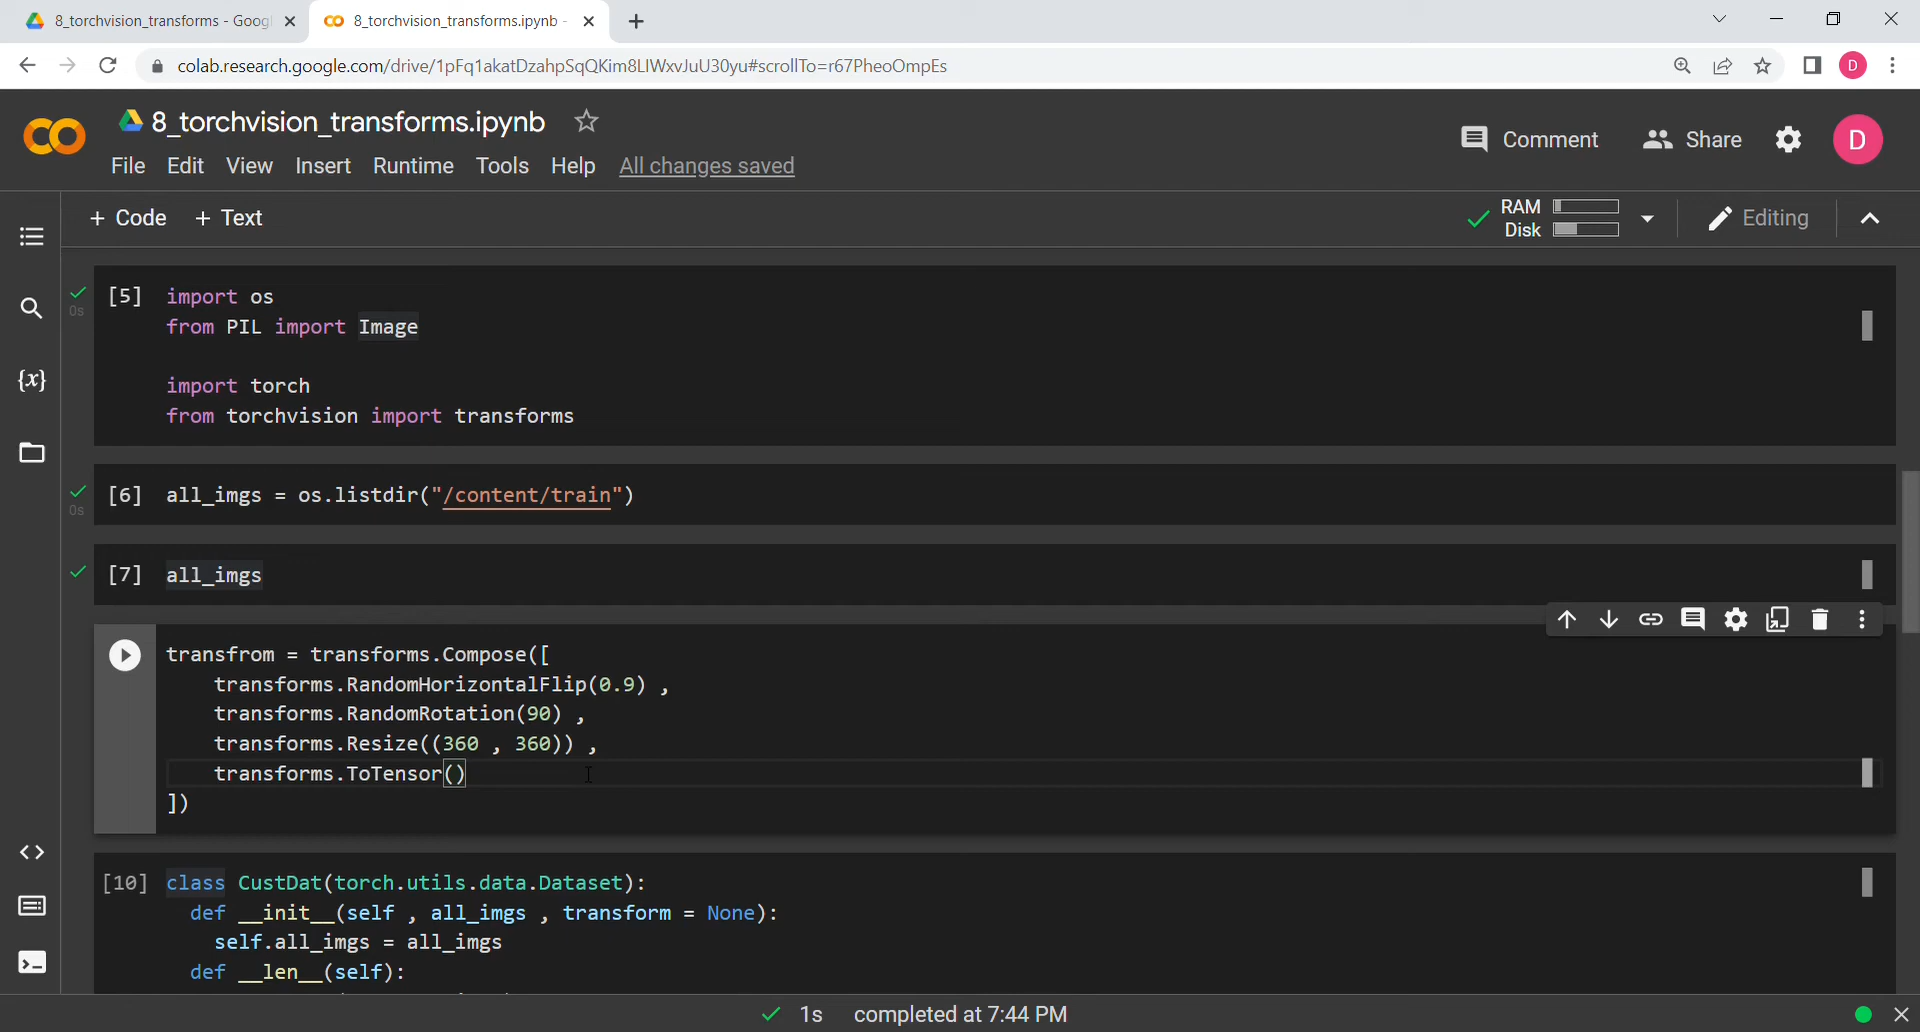 8_torchvision_transforms - Goog
8_torchvision_transforms.ipynb -
colab.research.google.com/drive/1pFq1akatDzahpSqQKim8LIWxvJuU30yu#scrollTo=r67PheoOmpEs
D
8_torchvision_transforms.ipynb
Comment
Share
D
File Edit View Insert Runtime Tools Help All changes saved
+ Code + Text
RAM
Disk
Editing
[5] import os
0s
from PIL import Image
import torch
from torchvision import transforms
[6] all_imgs = os.listdir("/content/train")
0s
[7] all_imgs
transfrom = transforms.Compose([
transforms.RandomHorizontalFlip(0.9) ,
transforms.RandomRotation(90) ,
transforms.Resize((360 , 360)) ,
transforms.ToTensor()
])
[10] class CustDat(torch.utils.data.Dataset):
def __init__(self , all_imgs , transform = None):
self.all_imgs = all_imgs
def __len__(self):
1s completed at 7:44 PM